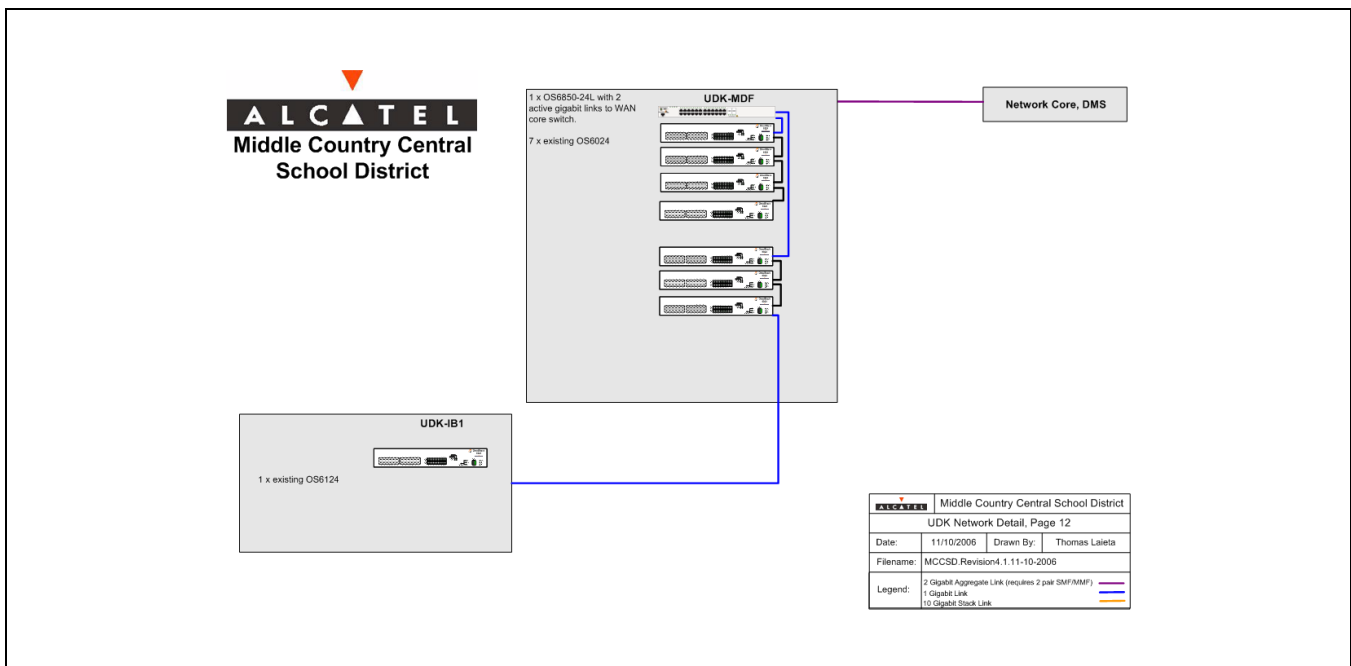 ALCATEL
Middle Country Central
School District
1 x OS6850-24L with 2
active gigabit links to WAN
core switch.
7 x existing OS6024
UDK-MDF
Network Core, DMS
UDK-IB1
1 x existing OS6124
ALCATEL Middle Country Central School District
UDK Network Detail, Page 12
Date: 11/10/2006 Drawn By: Thomas Laieta
Filename: MCCSD.Revision4.1.11-10-2006
Legend:
2 Gigabit Aggregate Link (requires 2 pair SMF/MMF)
1 Gigabit Link
10 Gigabit Stack Link